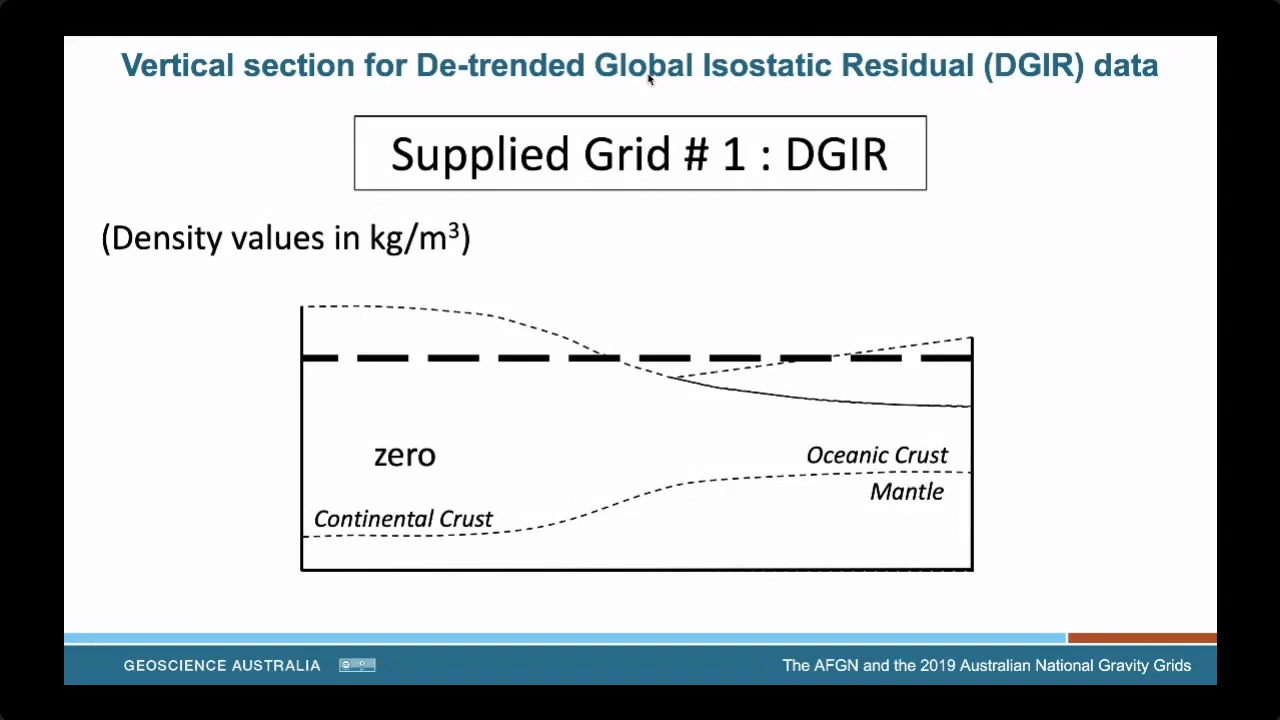 Vertical section for De-trended Global Isostatic Residual (DGIR) data
Supplied Grid # 1 : DGIR
(Density values in kg/m³)
zero
Oceanic Crust
Mantle
Continental Crust
GEOSCIENCE AUSTRALIA
The AFGN and the 2019 Australian National Gravity Grids